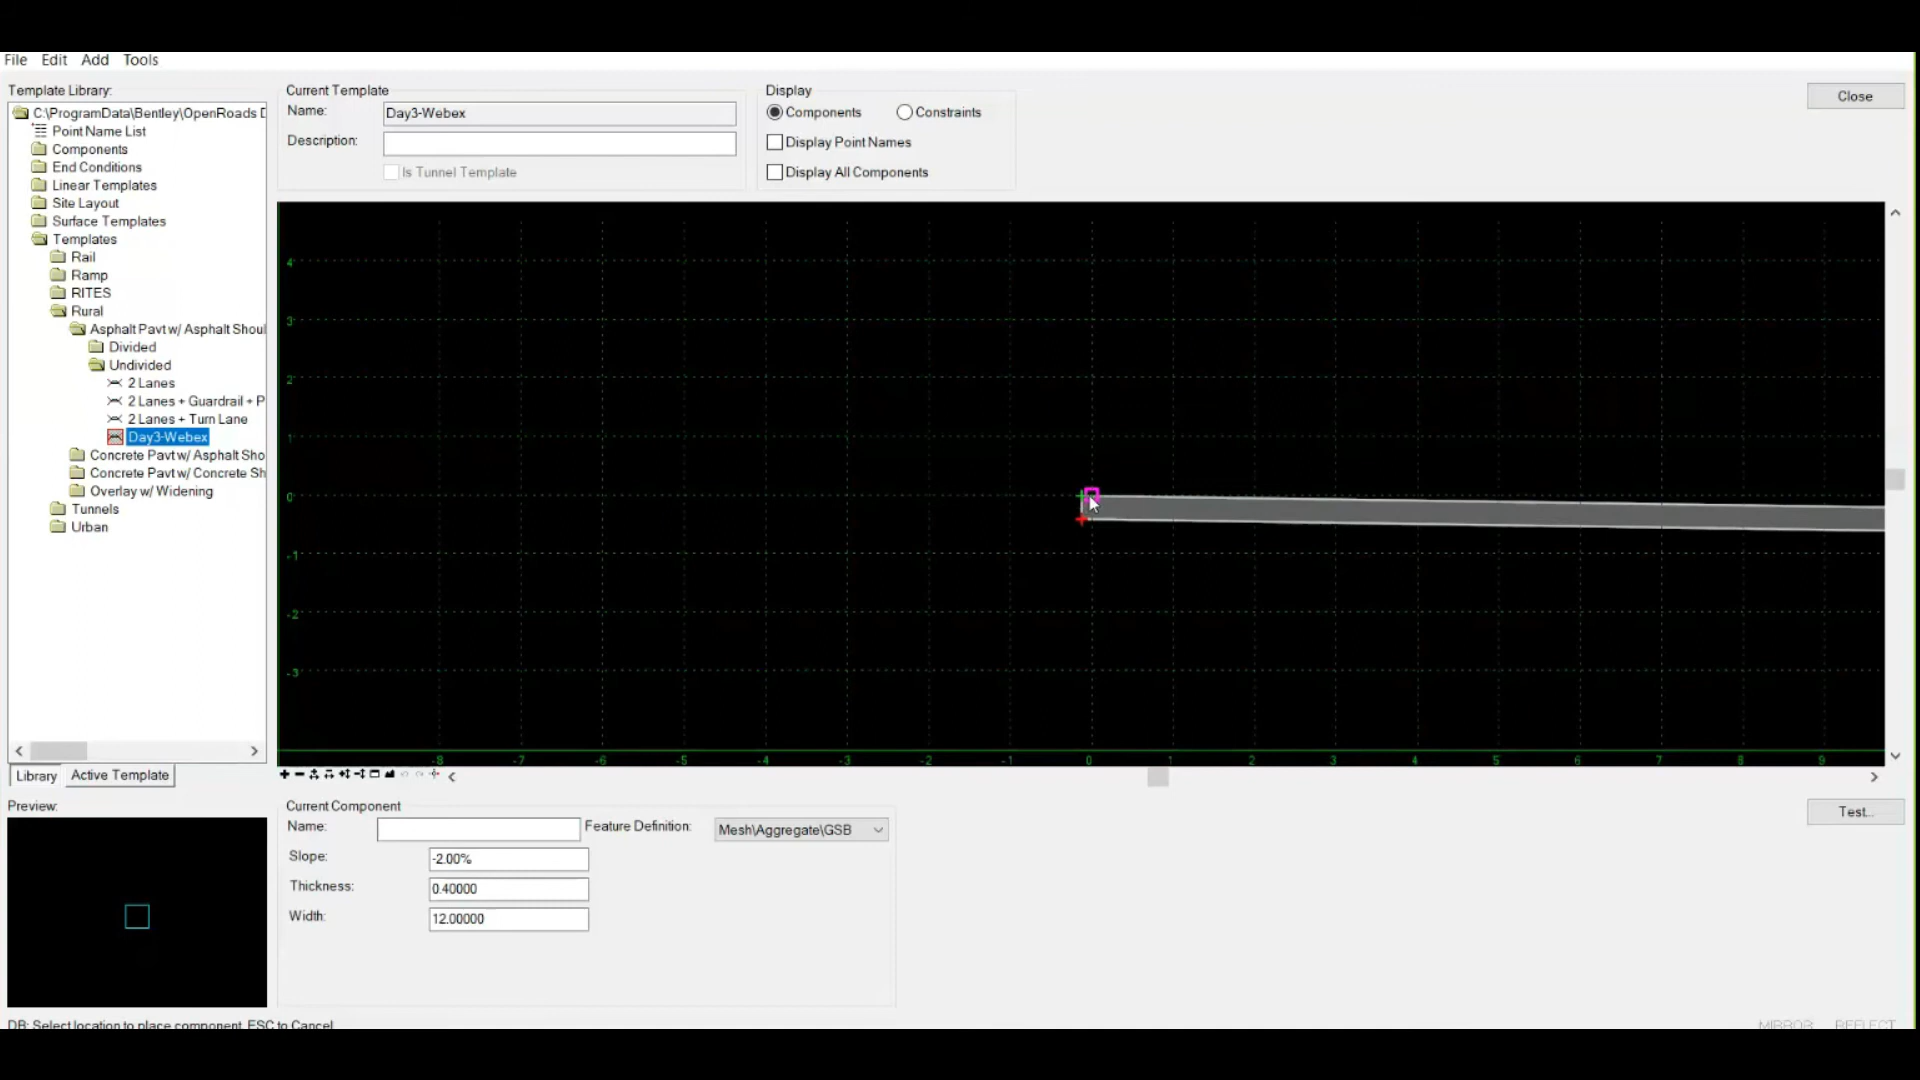 File Edit Add Tools
Template Library:
C:\ProgramData\Bentley\OpenRoads D
Point Name List
Components
End Conditions
Linear Templates
Site Layout
Surface Templates
Templates
Rail
Ramp
RITES
Rural
Asphalt Pavt w/ Asphalt Shoul
Divided
Undivided
2 Lanes
2 Lanes + Guardrail + P
2 Lanes + Turn Lane
Day3-Webex
Concrete Pavt w/ Asphalt Sho
Concrete Pavt w/ Concrete Sh
Overlay w/ Widening
Tunnels
Urban
Library Active Template
Preview:
Current Template
Name: Day3-Webex
Description:
Is Tunnel Template
Display
Components Constraints
Display Point Names
Display All Components
Close
4
3
2
1
0
-1
-2
-3
-8 -7 -6 -5 -4 -3 -2 -1 0 1 2 3 4 5 6 7 8 9
Current Component
Name: Feature Definition: Mesh\Aggregate\GSB
Slope: -2.00%
Thickness: 0.40000
Width: 12.00000
Test...
DB: Select location to place component, ESC to Cancel
MIRROR REFLECT